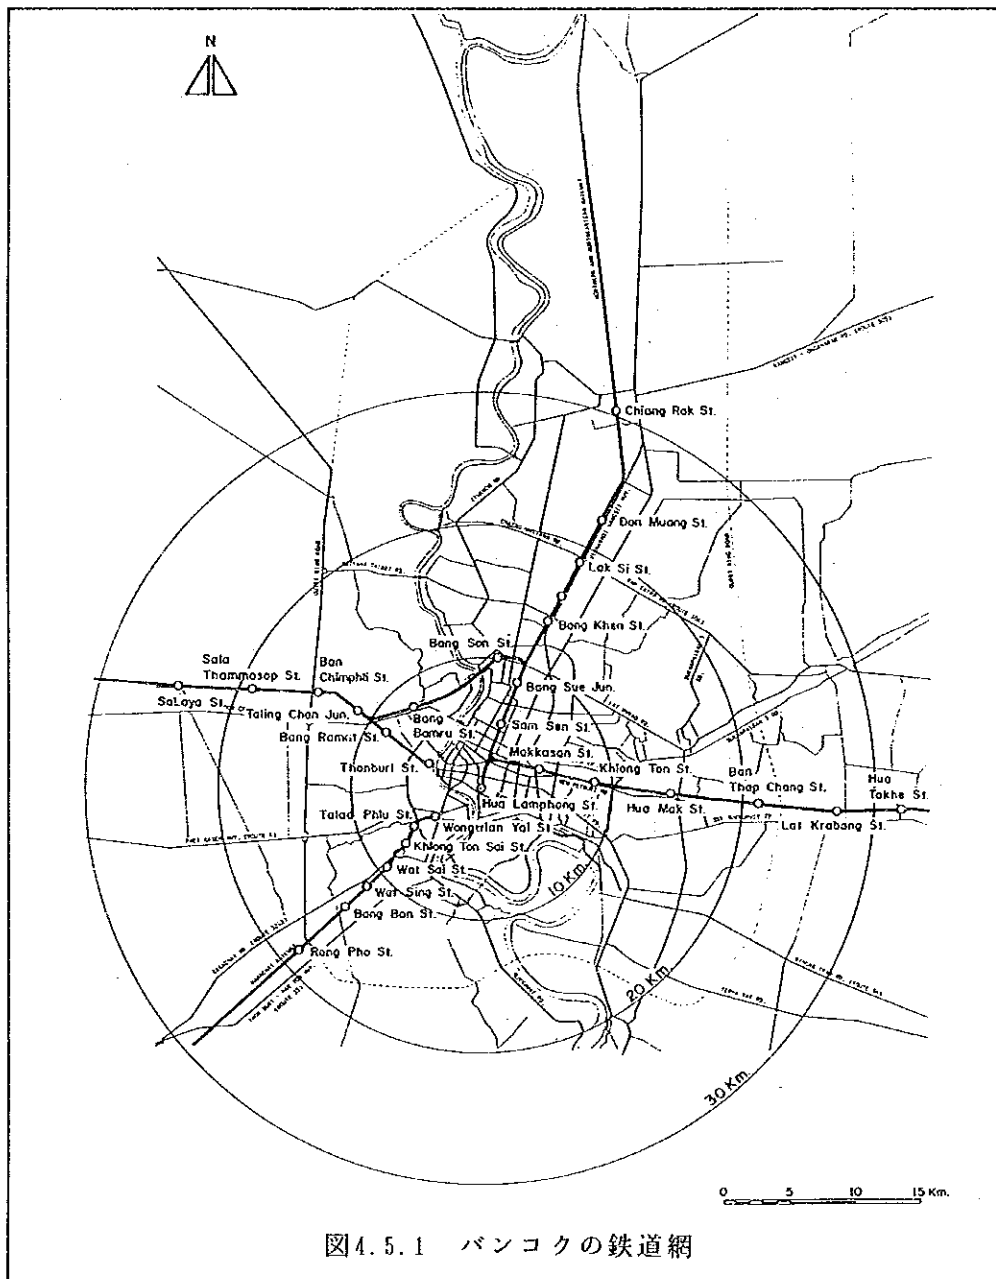 N
Chiang Rak St.
Don Muang St.
Lak Si St.
Bang Khen St.
Bang Son St.
Sala
Thammasop St.
Ban
Chimphli St.
Bang Sue Jun.
SaLaya St.
Taling Chan Jun.
Bang
Bamru St.
Sam Sen St.
Bang Ramat St.
Makkasan St.
Khlong Tan St.
Ban
Thap Chang St.
Hua
Takhe St.
Thonburi St.
Hua Lamphong St.
Hua Mak St.
Lat Krabang St.
Talad Phlu St.
Wongwian Yai St.
Khlong Ton Sai St.
Wat Sai St.
Wat Sing St.
Bang Bon St.
Rang Pho St.
10 Km.
20 Km
30 Km.
0 5 10 15 Km.
図4.5.1 バンコクの鉄道網